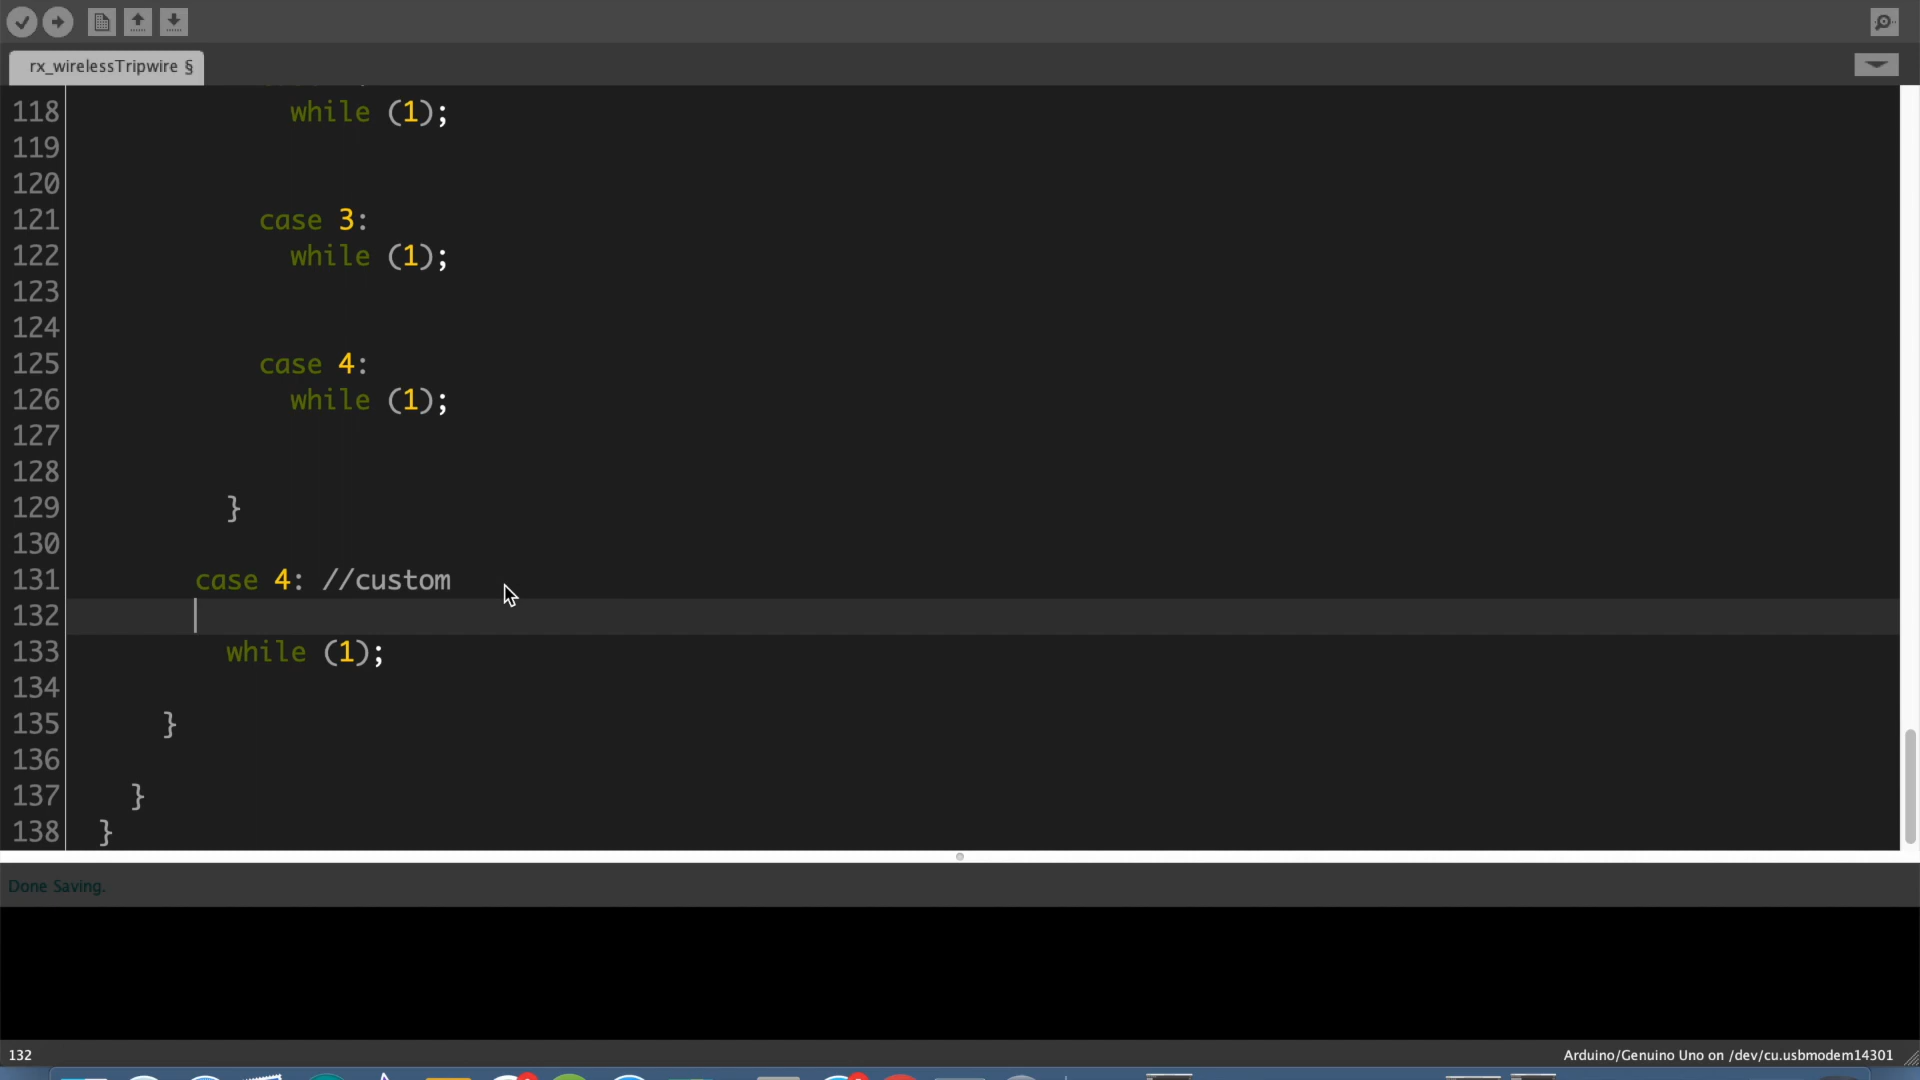 rx_wirelessTripwire §
118 while (1);
119
120
121 case 3:
122 while (1);
123
124
125 case 4:
126 while (1);
127
128
129 }
130
131 case 4: //custom
132
133 while (1);
134
135 }
136
137 }
138 }
Done Saving.
132 Arduino/Genuino Uno on /dev/cu.usbmodem14301